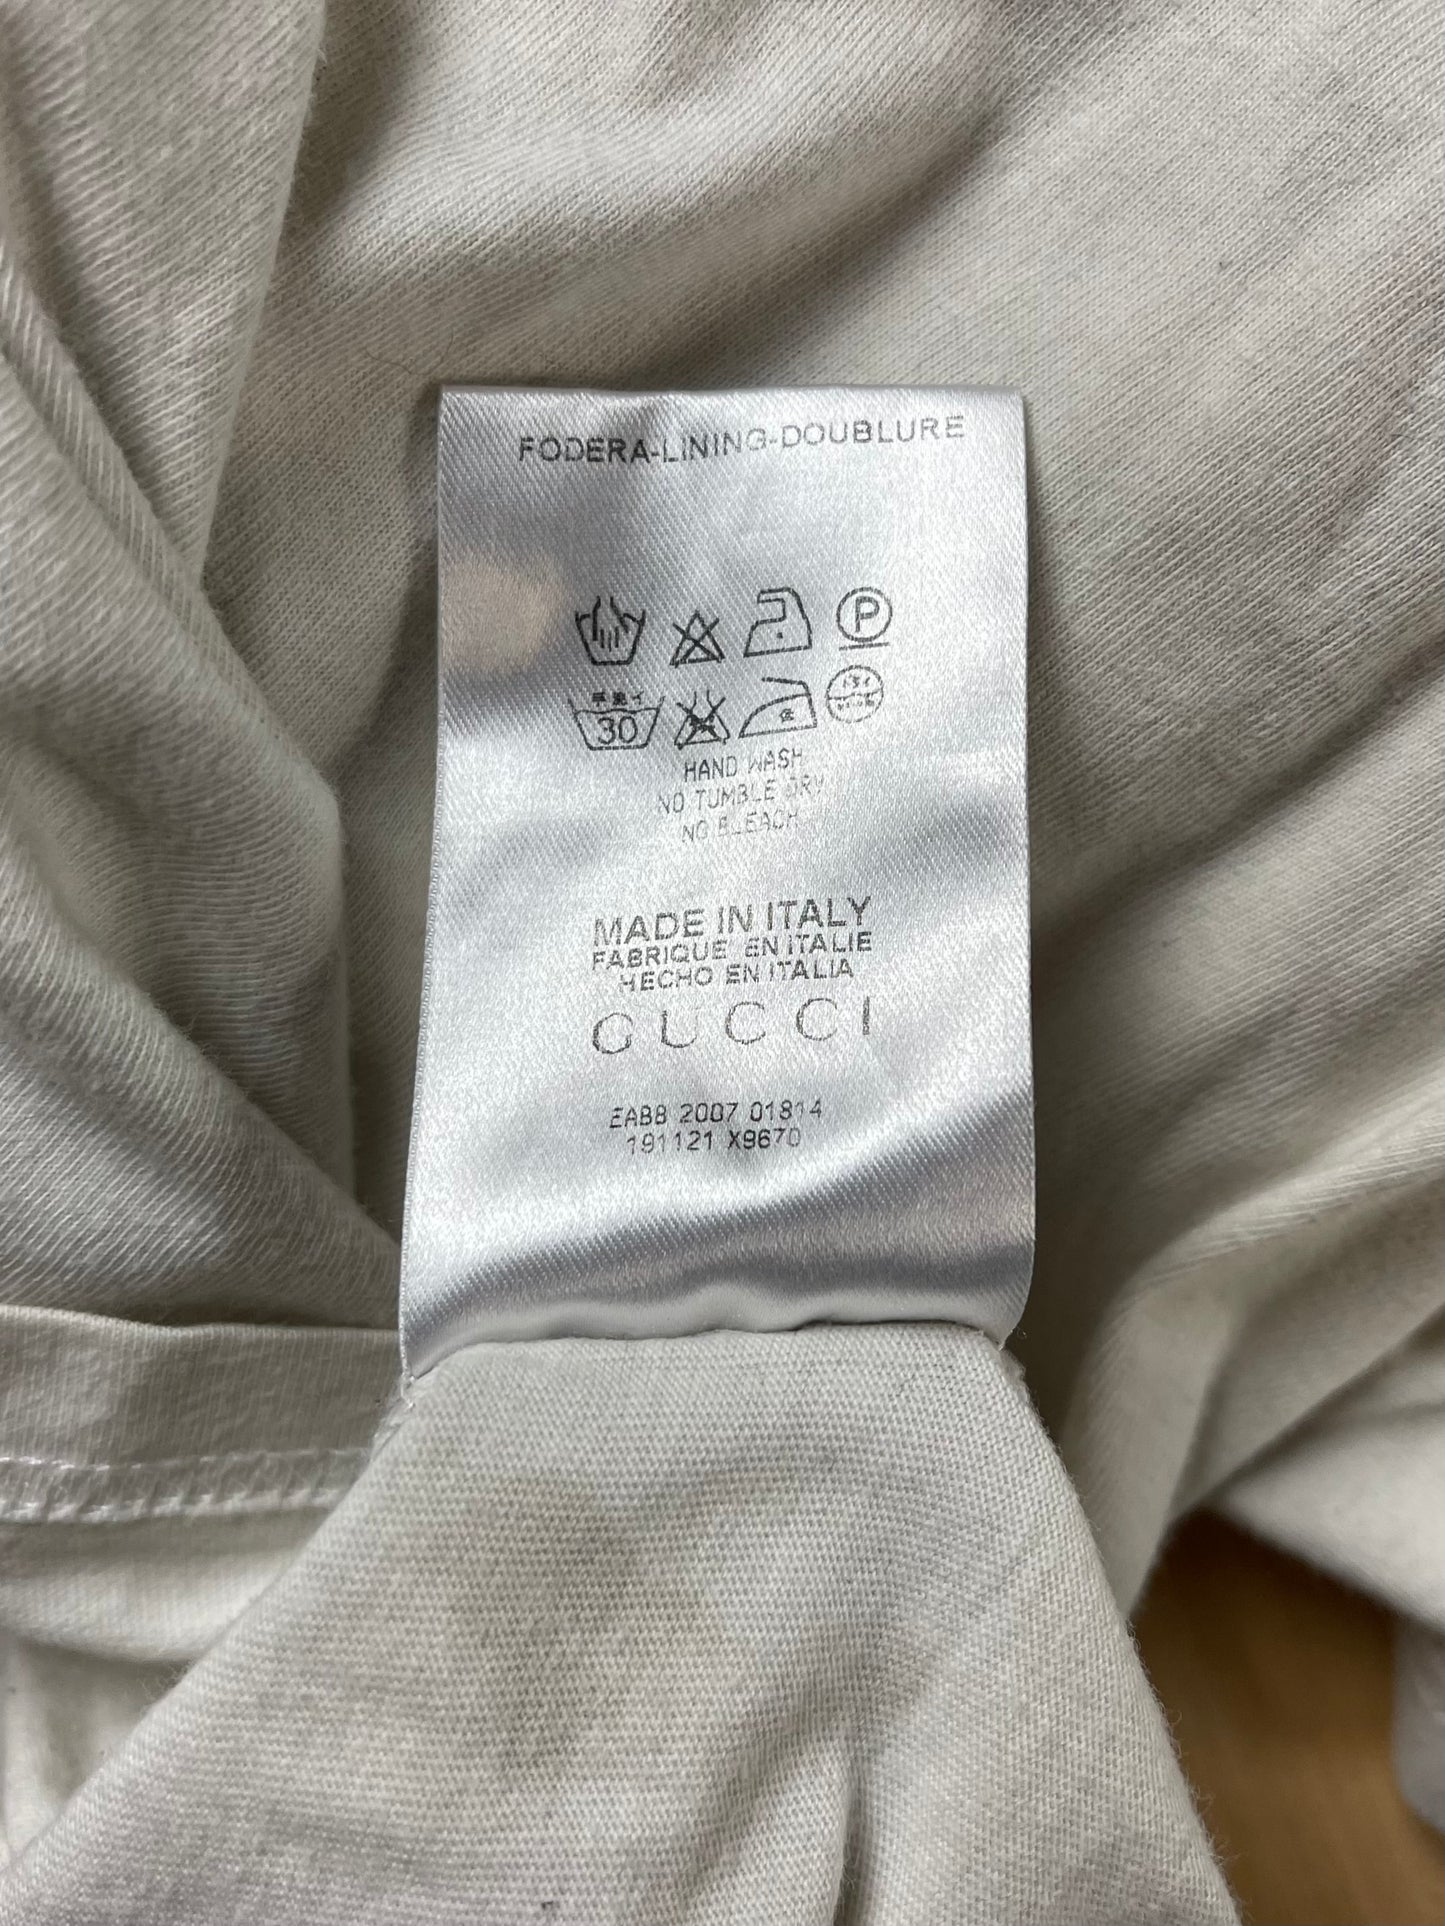 FODERA-LINING-DOUBLURE
P
30
HAND WASH
NO TUMBLE DRY
NO BLEACH
MADE IN ITALY
FABRIQUE EN ITALIE
HECHO EN ITALIA
GUCCI
EAB8 2007 01814
191121 X9670